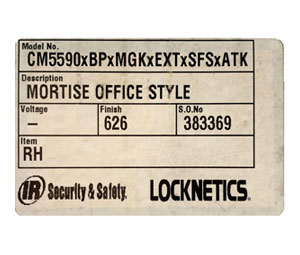 Model No.
CM5590xBPxMGKxEXTxSFSxATK
Description
MORTISE OFFICE STYLE
Voltage Finish S.O.No
– 626 383369
Item
RH
IR Security & Safety. LOCKNETICS.